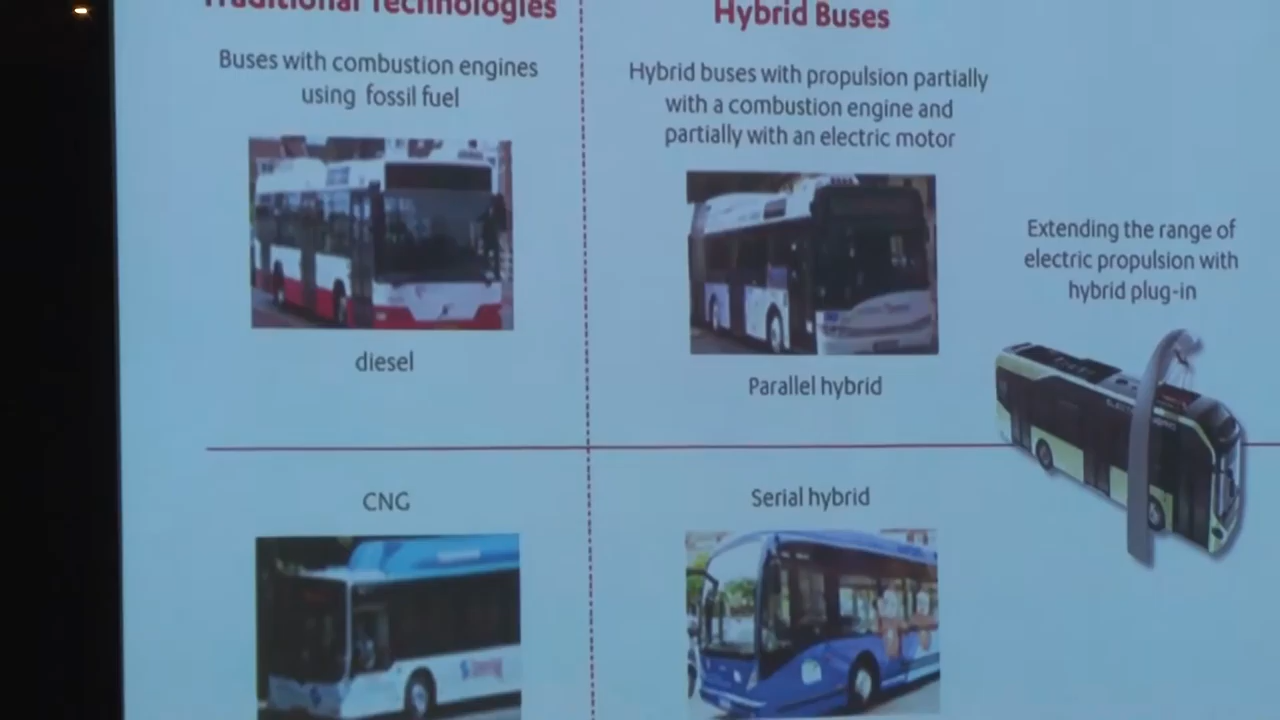 Traditional Technologies
Buses with combustion engines
using fossil fuel
diesel
CNG
Hybrid Buses
Hybrid buses with propulsion partially
with a combustion engine and
partially with an electric motor
Parallel hybrid
Serial hybrid
Extending the range of
electric propulsion with
hybrid plug-in